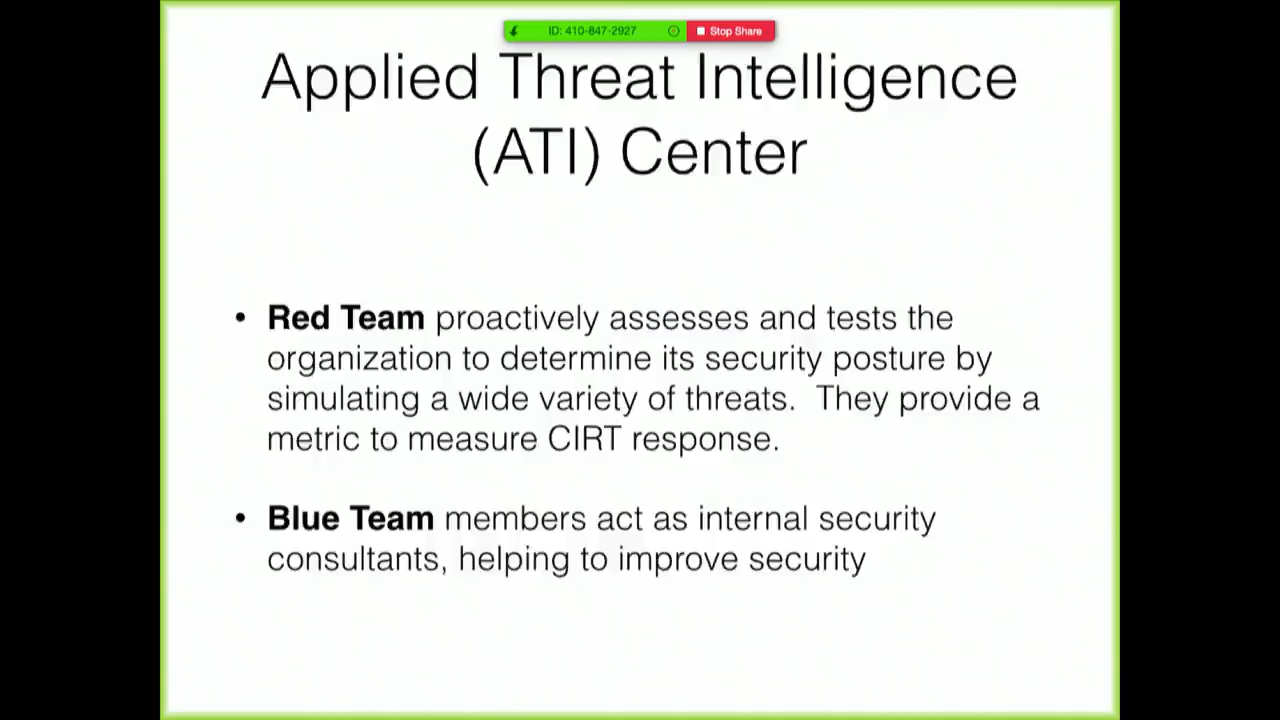 ID: 410-847-2927 Stop Share
Applied Threat Intelligence
(ATI) Center
• Red Team proactively assesses and tests the
organization to determine its security posture by
simulating a wide variety of threats.  They provide a
metric to measure CIRT response.
• Blue Team members act as internal security
consultants, helping to improve security